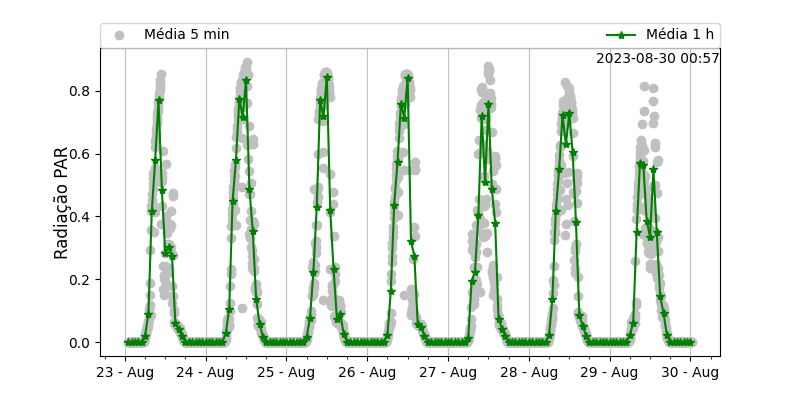 Média 5 min
Média 1 h
2023-08-30 00:57
Radiação PAR
0.8
0.6
0.4
0.2
0.0
23 - Aug
24 - Aug
25 - Aug
26 - Aug
27 - Aug
28 - Aug
29 - Aug
30 - Aug